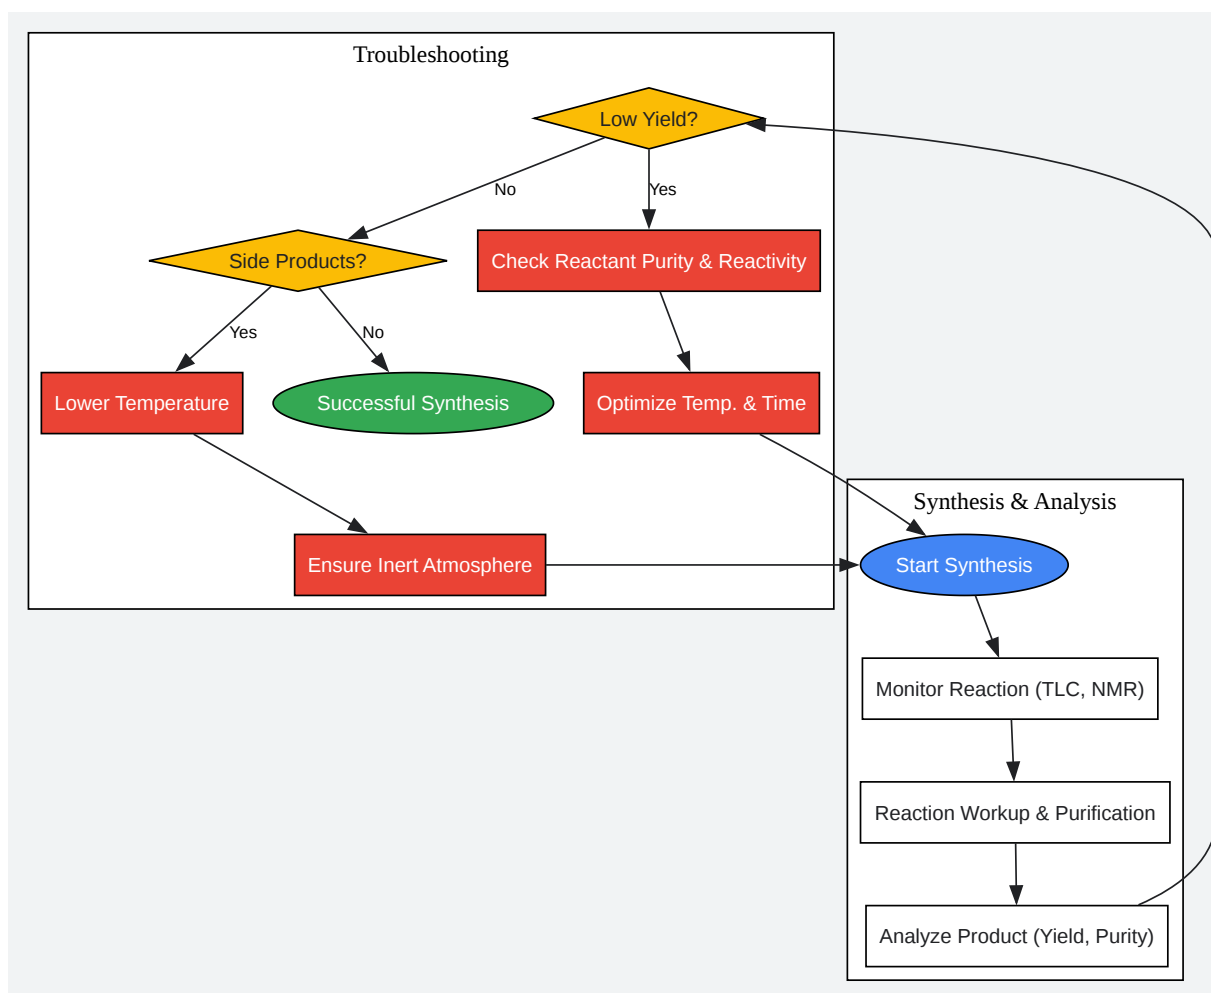 Troubleshooting
Low Yield?
No
Yes
Side Products?
Check Reactant Purity & Reactivity
Yes
No
Lower Temperature
Successful Synthesis
Optimize Temp. & Time
Synthesis & Analysis
Ensure Inert Atmosphere
Start Synthesis
Monitor Reaction (TLC, NMR)
Reaction Workup & Purification
Analyze Product (Yield, Purity)